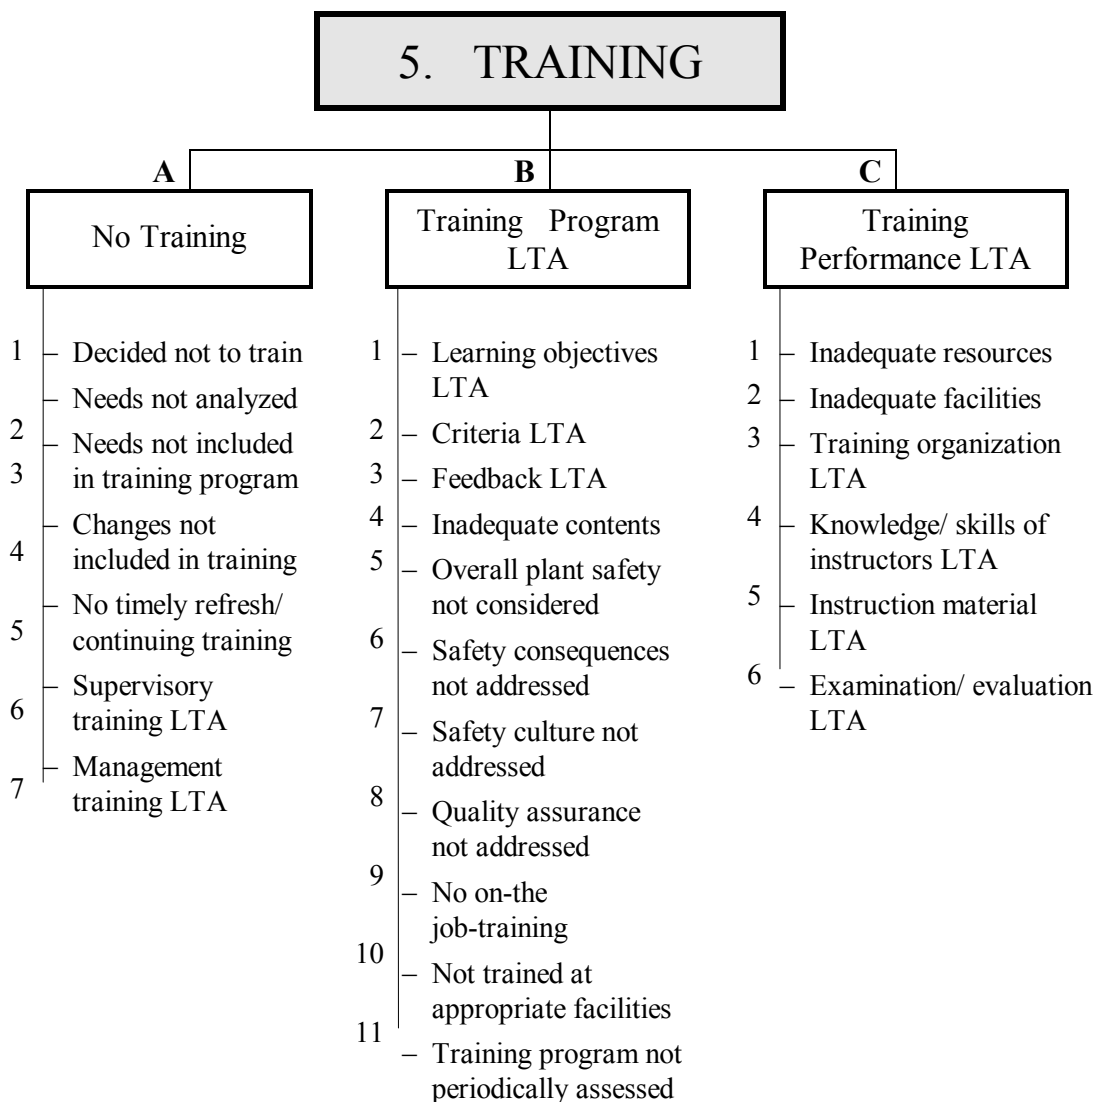 5. TRAINING
A
No Training
1 – Decided not to train
– Needs not analyzed
2 – Needs not included
3 in training program
– Changes not
4 included in training
– No timely refresh/
5 continuing training
– Supervisory
6 training LTA
– Management
7 training LTA
B
Training Program
LTA
1 – Learning objectives
LTA
2 – Criteria LTA
3 – Feedback LTA
4 – Inadequate contents
5 – Overall plant safety
not considered
6 – Safety consequences
not addressed
7 – Safety culture not
addressed
8 – Quality assurance
not addressed
9 – No on-the
job-training
10 – Not trained at
appropriate facilities
11 – Training program not
periodically assessed
C
Training
Performance LTA
1 – Inadequate resources
2 – Inadequate facilities
3 – Training organization
LTA
4 – Knowledge/ skills of
instructors LTA
5 – Instruction material
LTA
6 – Examination/ evaluation
LTA